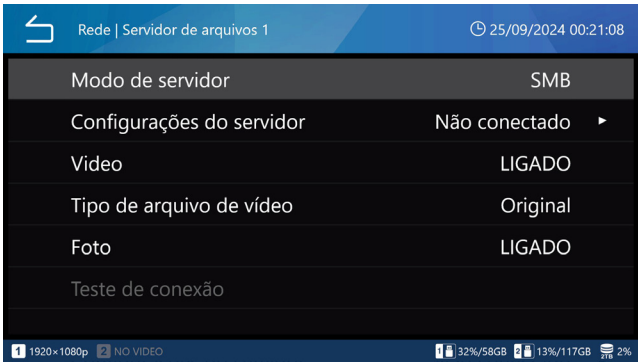 Rede | Servidor de arquivos 1 25/09/2024 00:21:08
Modo de servidor SMB
Configurações do servidor Não conectado
Video LIGADO
Tipo de arquivo de vídeo Original
Foto LIGADO
Teste de conexão
1 1920×1080p 2 NO VIDEO 1 32%/58GB 2 13%/117GB 2TB 2%